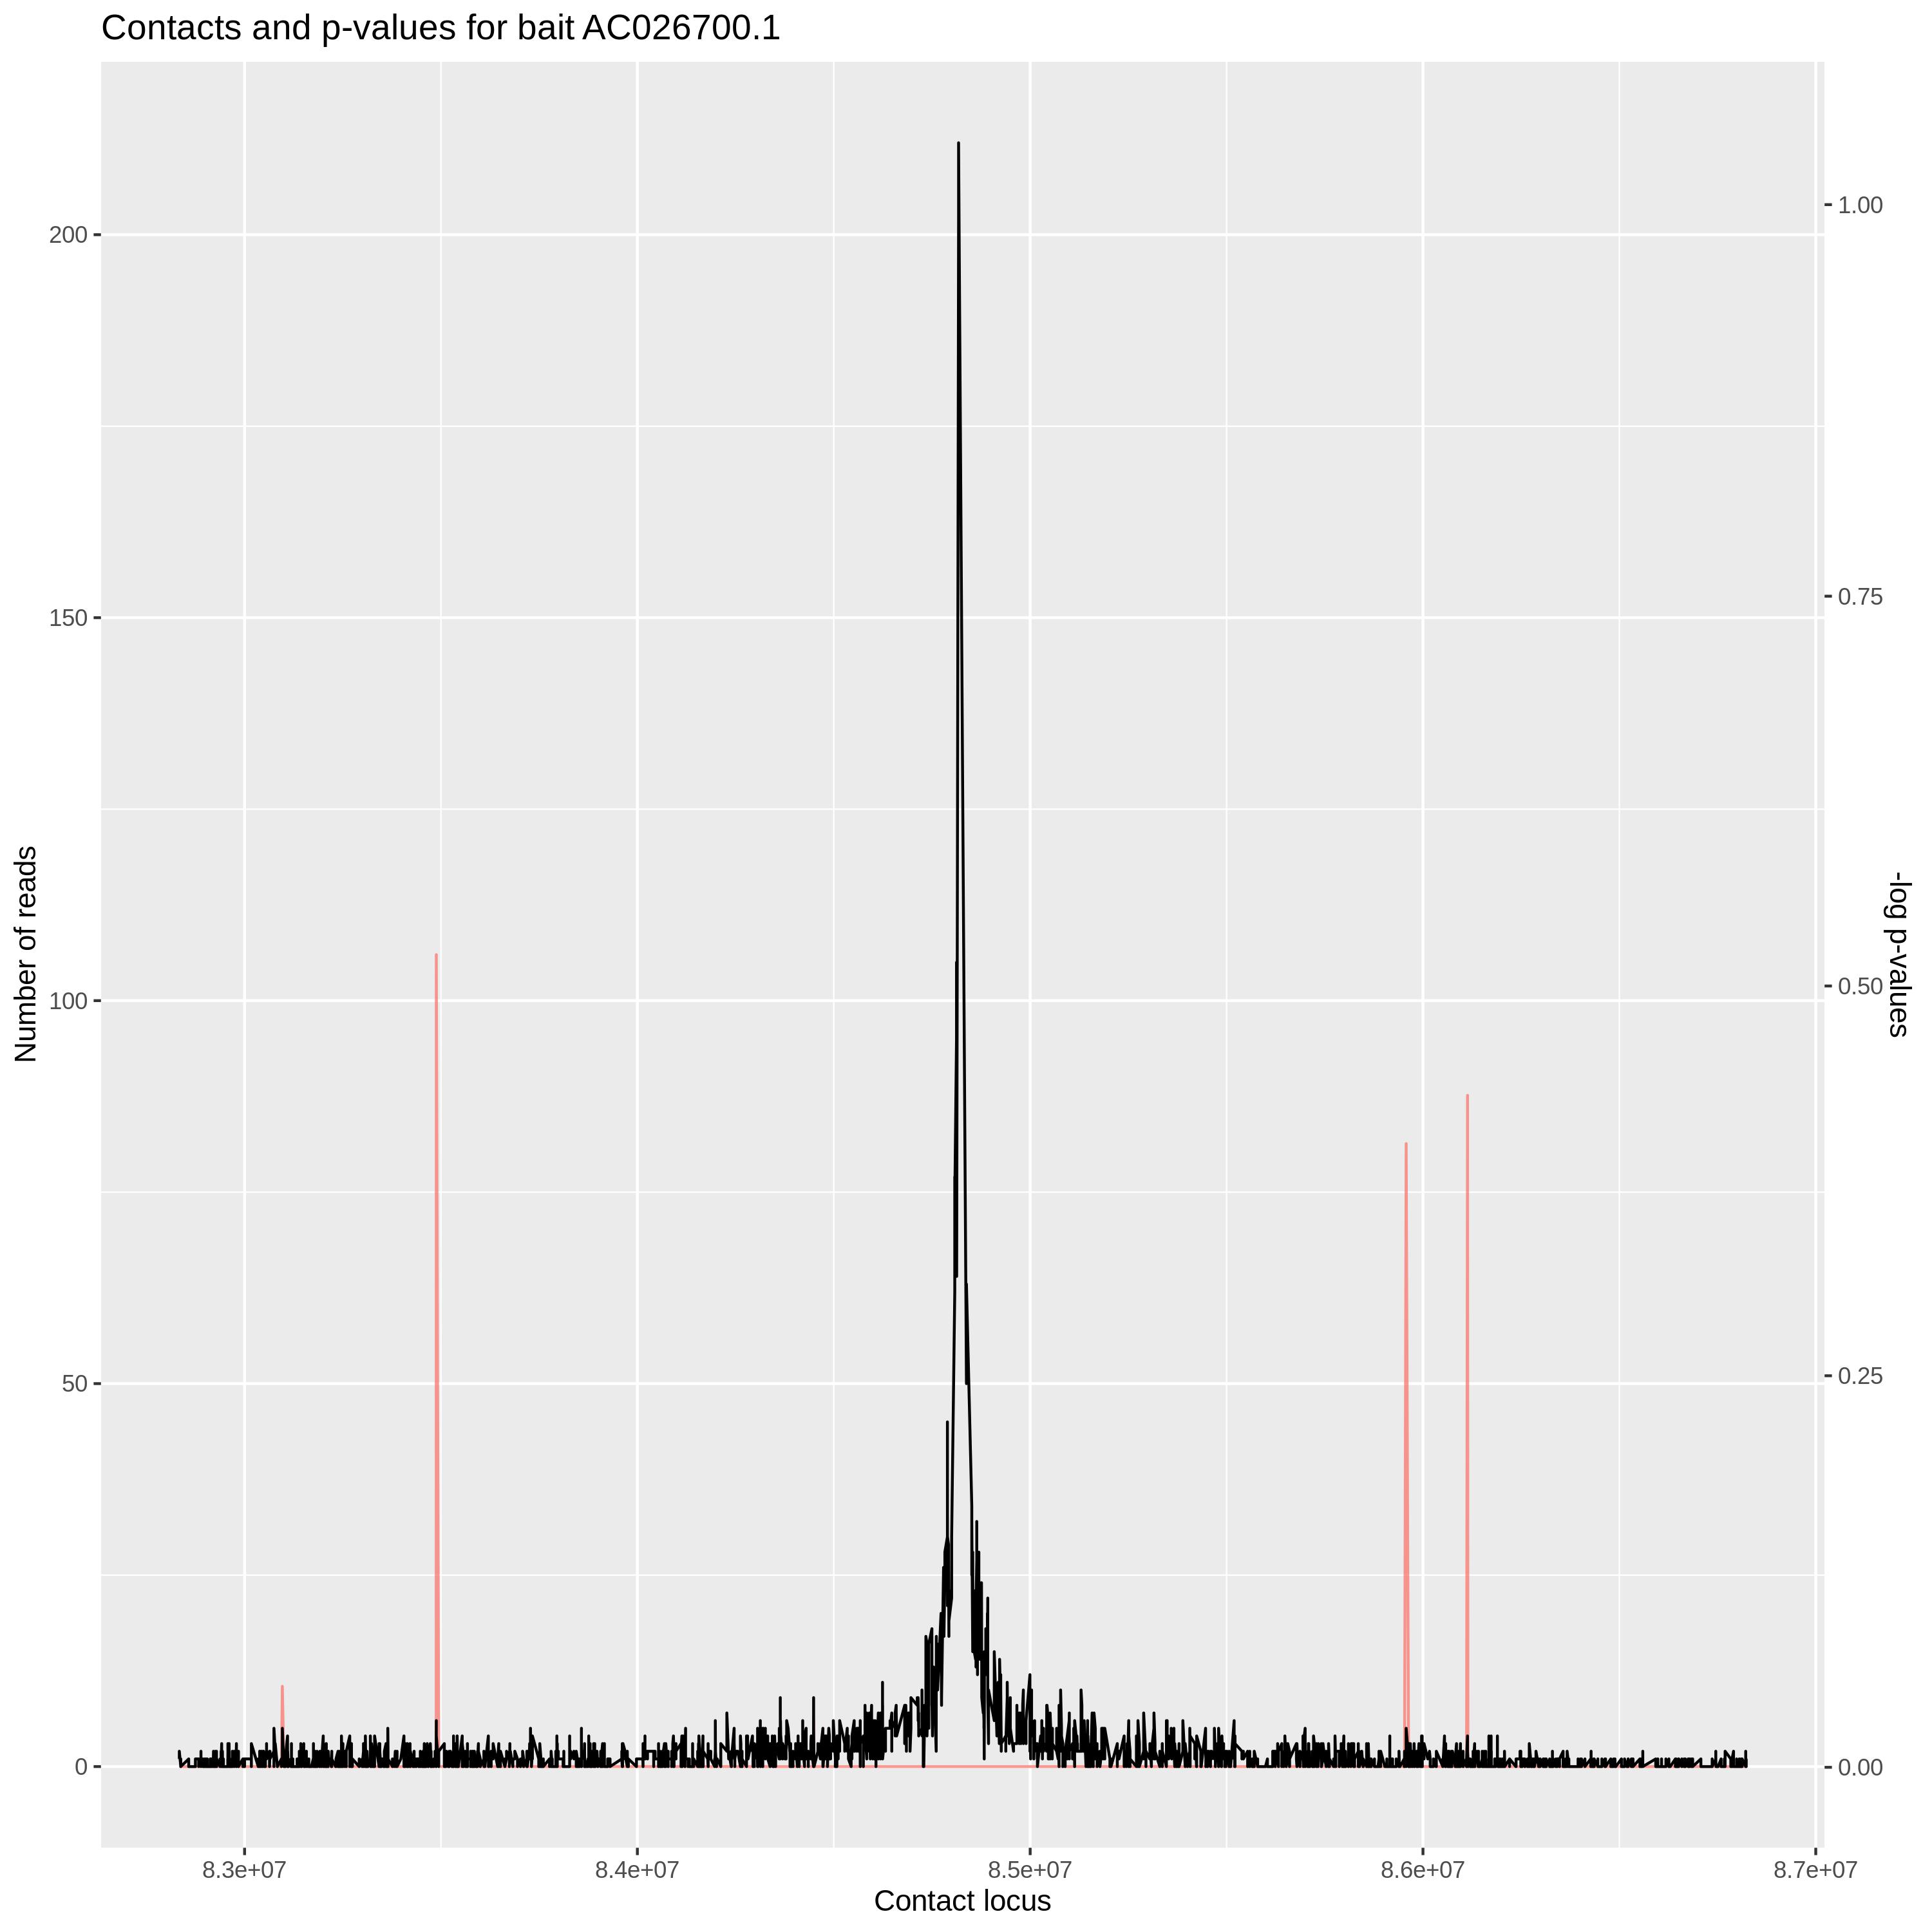 Contacts and p-values for bait AC026700.1
200
150
100
50
0
Number of reads
1.00
0.75
0.50
0.25
0.00
-log p-values
8.3e+07
8.4e+07
8.5e+07
8.6e+07
8.7e+07
Contact locus